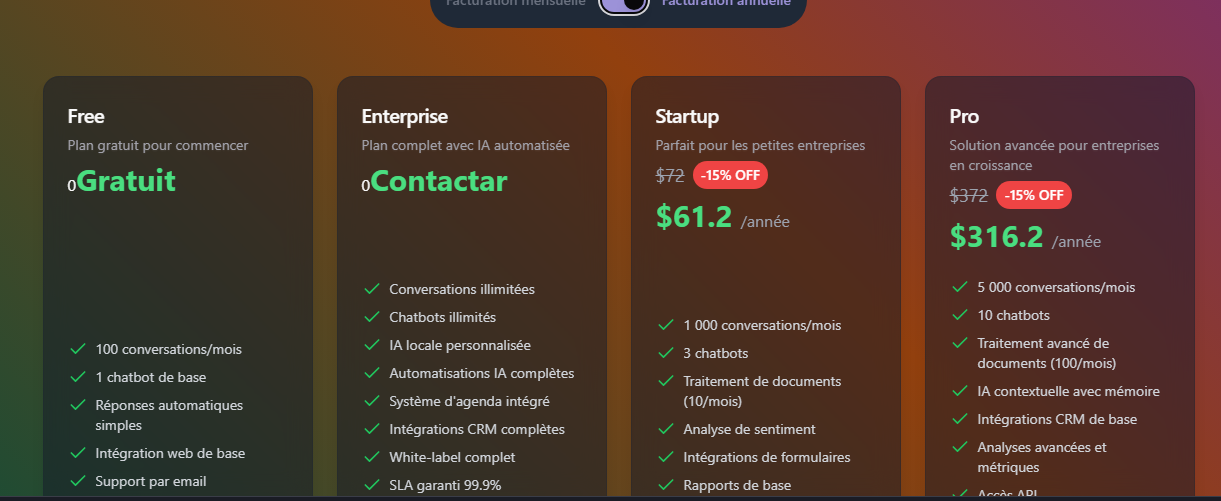 Facturation mensuelle
Facturation annuelle
Free
Plan gratuit pour commencer
0Gratuit
100 conversations/mois
1 chatbot de base
Réponses automatiques
simples
Intégration web de base
Support par email
Enterprise
Plan complet avec IA automatisée
0Contactar
Conversations illimitées
Chatbots illimités
IA locale personnalisée
Automatisations IA complètes
Système d'agenda intégré
Intégrations CRM complètes
White-label complet
SLA garanti 99.9%
Startup
Parfait pour les petites entreprises
$72 -15% OFF
$61.2 /année
1 000 conversations/mois
3 chatbots
Traitement de documents
(10/mois)
Analyse de sentiment
Intégrations de formulaires
Rapports de base
Pro
Solution avancée pour entreprises
en croissance
$372 -15% OFF
$316.2 /année
5 000 conversations/mois
10 chatbots
Traitement avancé de
documents (100/mois)
IA contextuelle avec mémoire
Intégrations CRM de base
Analyses avancées et
métriques
Accès API